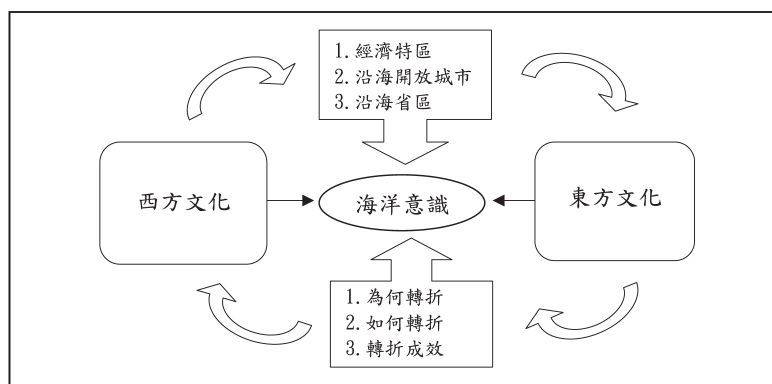 1. 經濟特區
2. 沿海開放城市
3. 沿海省區
西方文化
海洋意識
東方文化
1. 為何轉折
2. 如何轉折
3. 轉折成效